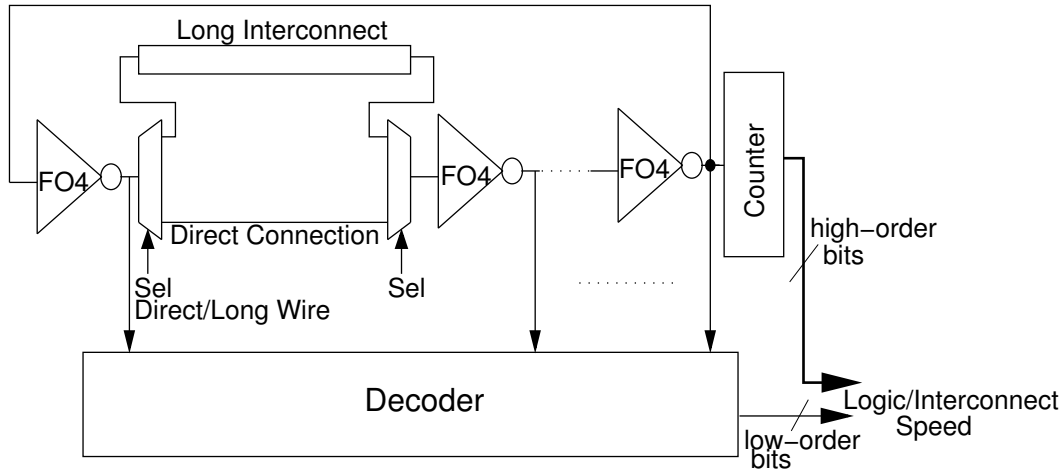 Long Interconnect
FO4
FO4
FO4
Counter
Direct Connection
high−order
bits
Sel
Sel
Direct/Long Wire
Decoder
Logic/Interconnect
Speed
low−order
bits